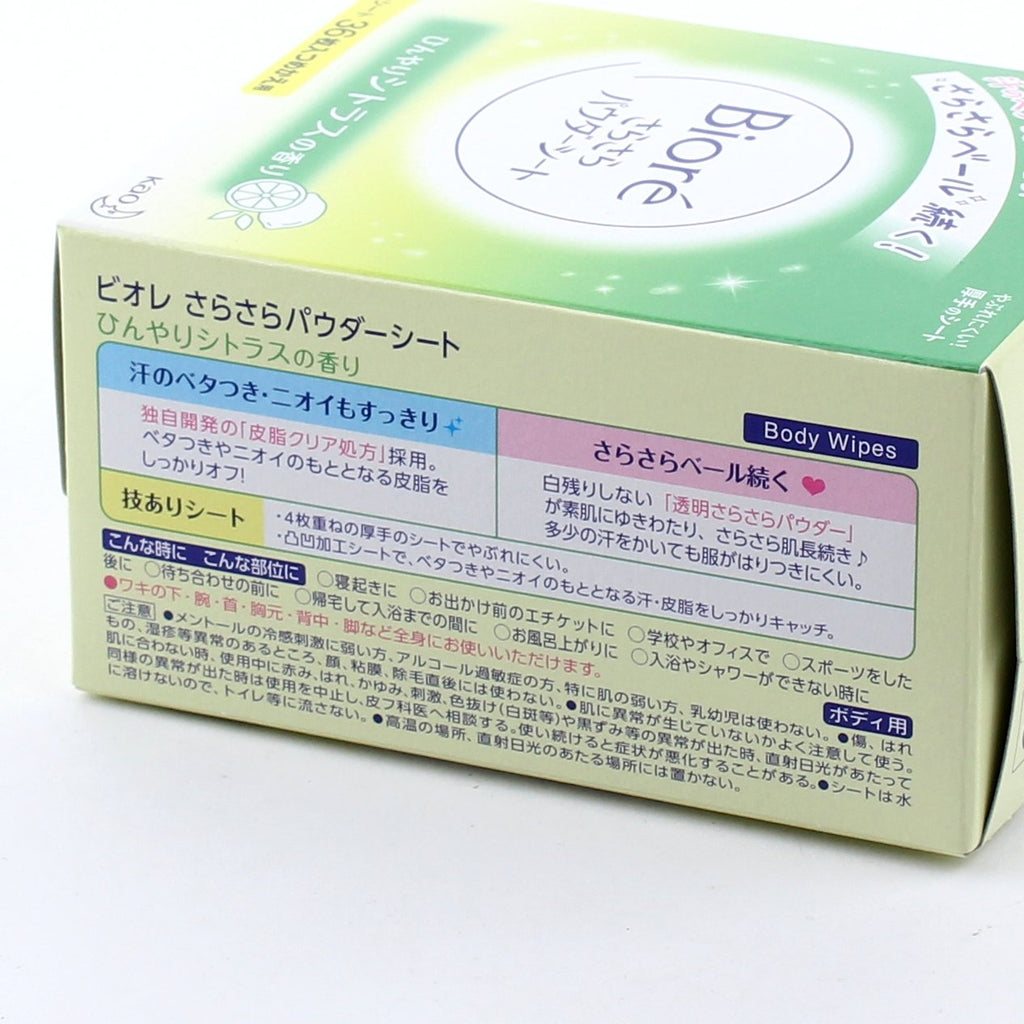 シート36枚入つめかえ用
ひんやりシトラスの香り
Kao
Bioré
さらさら
パウダーシート
さらさらベール続く!
やぶれにくい!
厚手のシート
ビオレ さらさらパウダーシート
ひんやりシトラスの香り
Body Wipes
汗のベタつき・ニオイもすっきり
独自開発の「皮脂クリア処方」採用。
ベタつきやニオイのもととなる皮脂を
しっかりオフ!
さらさらベール続く
白残りしない「透明さらさらパウダー」
が素肌にゆきわたり、さらさら肌長続き♪
多少の汗をかいても服がはりつきにくい。
技ありシート
・4枚重ねの厚手のシートでやぶれにくい。
・凸凹加工シートで、ベタつきやニオイのもととなる汗・皮脂をしっかりキャッチ。
こんな時に こんな部位に ○寝起きに ○お出かけ前のエチケットに ○学校やオフィスで ○スポーツをした
後に ○待ち合わせの前に ○帰宅して入浴までの間に ○お風呂上がりに ○入浴やシャワーができない時に
●ワキの下・腕・首・胸元・背中・脚など全身にお使いいただけます。
ボディ用
ご注意 ●メントールの冷感刺激に弱い方、アルコール過敏症の方、特に肌の弱い方、乳幼児は使わない。●傷、はれ
もの、湿疹等異常のあるところ、顔、粘膜、除毛直後には使わない。●肌に異常が生じていないかよく注意して使う。
肌に合わない時、使用中に赤み、はれ、かゆみ、刺激、色抜け(白斑等)や黒ずみ等の異常が出た時、直射日光があたって
同様の異常が出た時は使用を中止し、皮フ科医へ相談する。使い続けると症状が悪化することがある。●シートは水
に溶けないので、トイレ等に流さない。●高温の場所、直射日光のあたる場所には置かない。